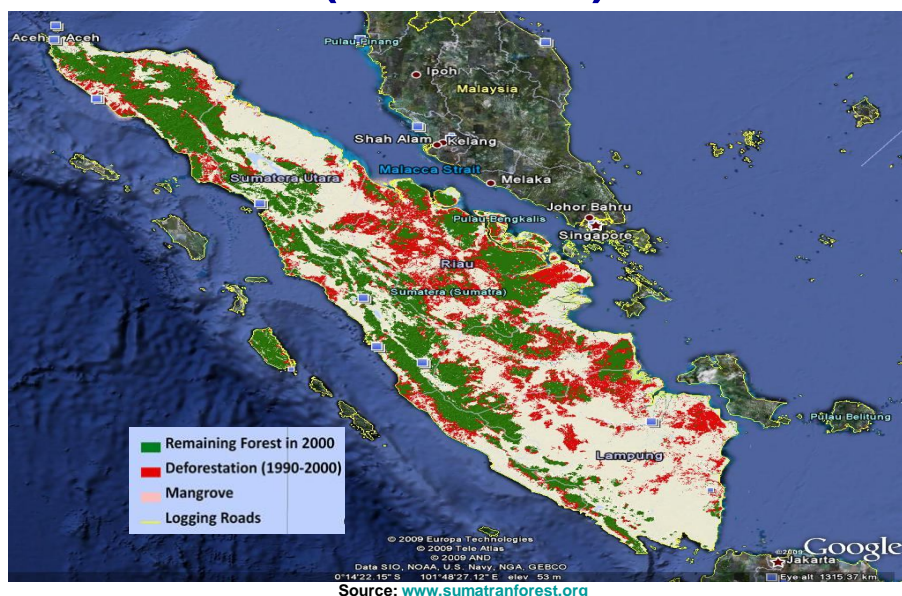 Aceh Aceh
Pulau Pinang
Ipoh
Malaysia
Shah Alam Kelang
Malacca Strait
Melaka
Sumatera Utara
Johor Bahru
Pulau Bengkalis
Singapore
Riau
Sumatera (Sumatra)
Pulau Belitung
Remaining Forest in 2000
Deforestation (1990-2000)
Mangrove
Logging Roads
Lampung
© 2009 Europa Technologies
© 2009 Tele Atlas
© 2009 AND
Data SIO, NOAA, U.S. Navy, NGA, GEBCO
0°14'22.15" S 101°48'27.12" E elev 53 m
©2009 Google
Jakarta
Eye alt 1315.37 km
Source: www.sumatranforest.org